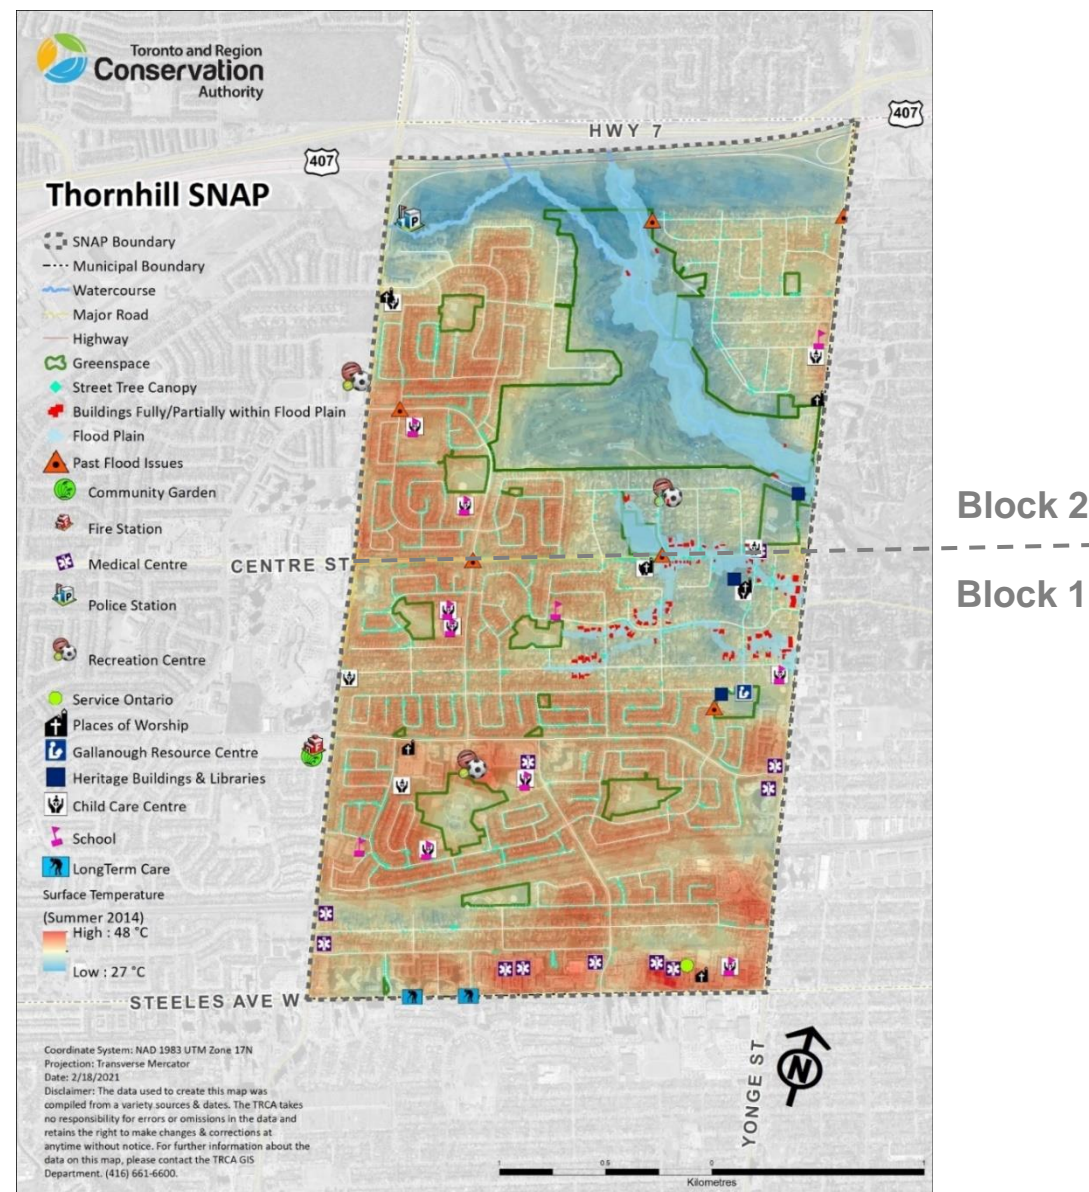 Toronto and Region
Conservation
Authority
HWY 7
407
407
Thornhill SNAP
SNAP Boundary
Municipal Boundary
Watercourse
Major Road
Highway
Greenspace
Street Tree Canopy
Buildings Fully/Partially within Flood Plain
Flood Plain
Past Flood Issues
Community Garden
Fire Station
Medical Centre
Police Station
Recreation Centre
Service Ontario
Places of Worship
Gallanough Resource Centre
Heritage Buildings & Libraries
Child Care Centre
School
LongTerm Care
Surface Temperature
(Summer 2014)
High : 48 °C
Low : 27 °C
CENTRE ST
Block 2
Block 1
STEELES AVE W
YONGE ST
N
Coordinate System: NAD 1983 UTM Zone 17N
Projection: Transverse Mercator
Date: 2/18/2021
Disclaimer: The data used to create this map was
compiled from a variety sources & dates. The TRCA takes
no responsibility for errors or omissions in the data and
retains the right to make changes & corrections at
anytime without notice. For further information about the
data on this map, please contact the TRCA GIS
Department. (416) 661-6600.
1 0.5 0 1
Kilometres